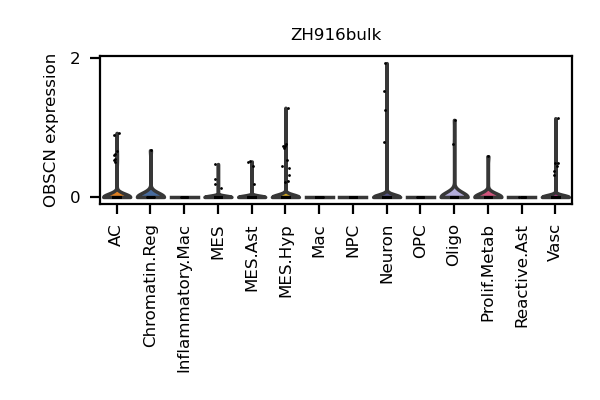 ZH916bulk
OBSCN expression
2
0
AC
Chromatin.Reg
Inflammatory.Mac
MES
MES.Ast
MES.Hyp
Mac
NPC
Neuron
OPC
Oligo
Prolif.Metab
Reactive.Ast
Vasc